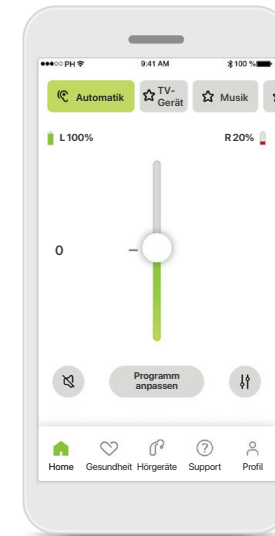 PH 9:41 AM 100 %
Automatik
TV-
Gerät
Musik
L 100%
R 20%
0
Programm
anpassen
Home Gesundheit Hörgeräte Support Profil